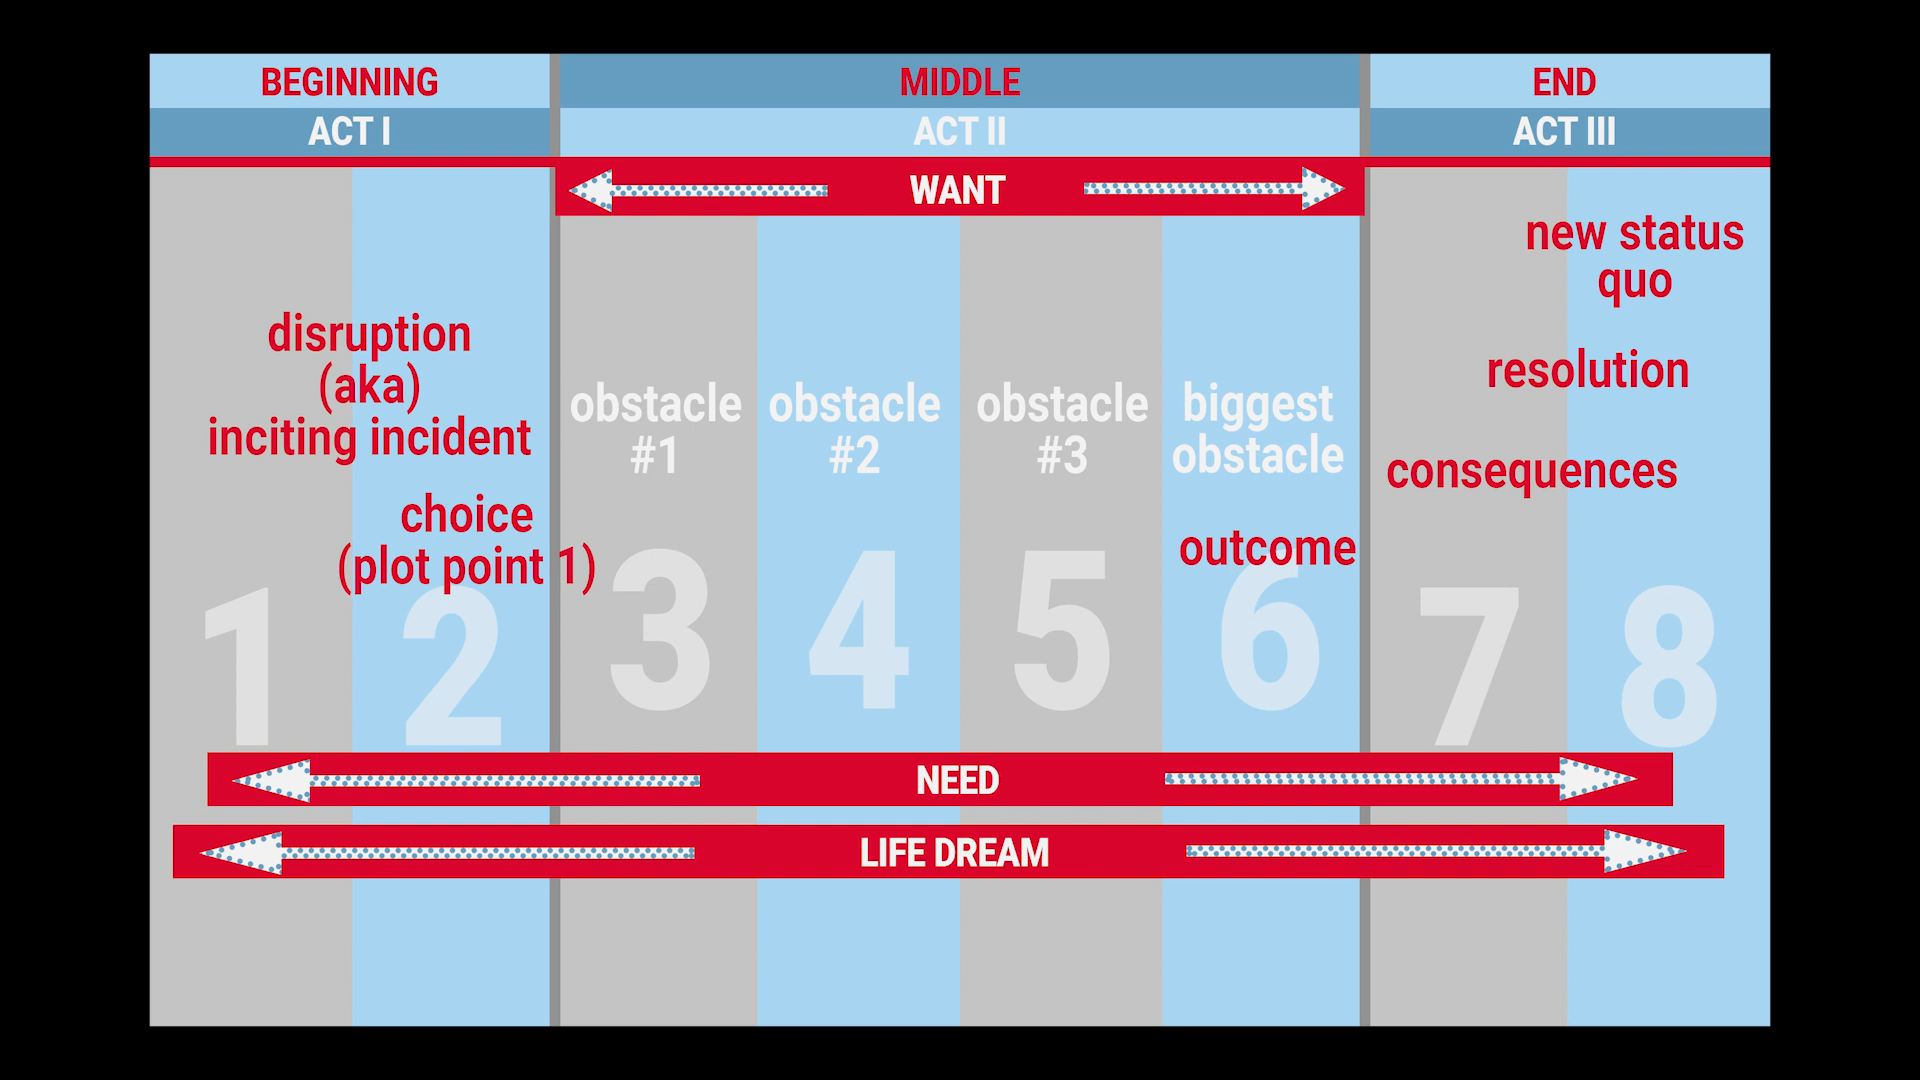 BEGINNING
MIDDLE
END
ACT I
ACT II
ACT III
WANT
new status
quo
disruption
(aka)
inciting incident
choice
(plot point 1)
obstacle
#1
obstacle
#2
obstacle
#3
biggest
obstacle
outcome
resolution
consequences
1
2
3
4
5
6
7
8
NEED
LIFE DREAM